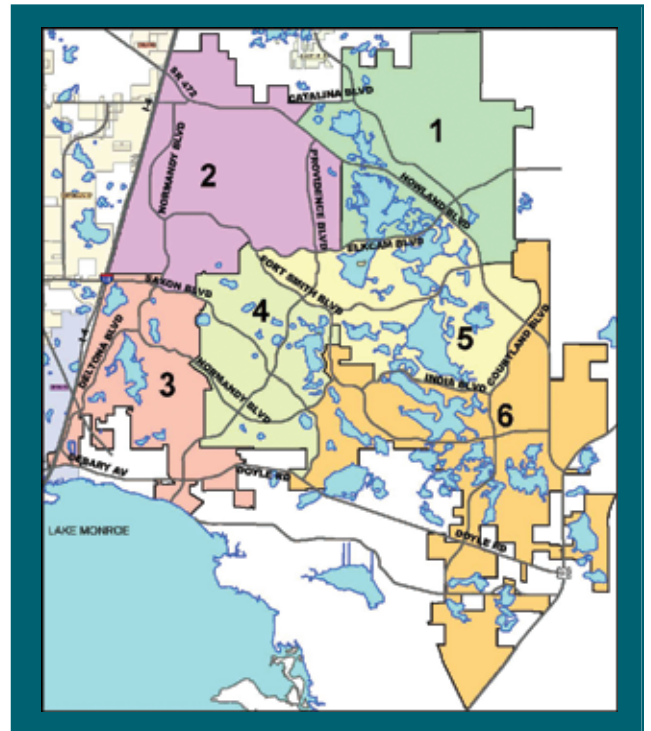 SR 472
CATALINA BLVD
I-4
1
NORMANDY BLVD
2
PROVIDENCE BLVD
HOWLAND BLVD
ELKCAM BLVD
FORT SMITH BLVD
SAXON BLVD
4
I-4
DELTONA BLVD
5
COURTLAND BLVD
3
NORMANDY BLVD
INDIA BLVD
6
DEBARY AV
DOYLE RD
LAKE MONROE
DOYLE RD